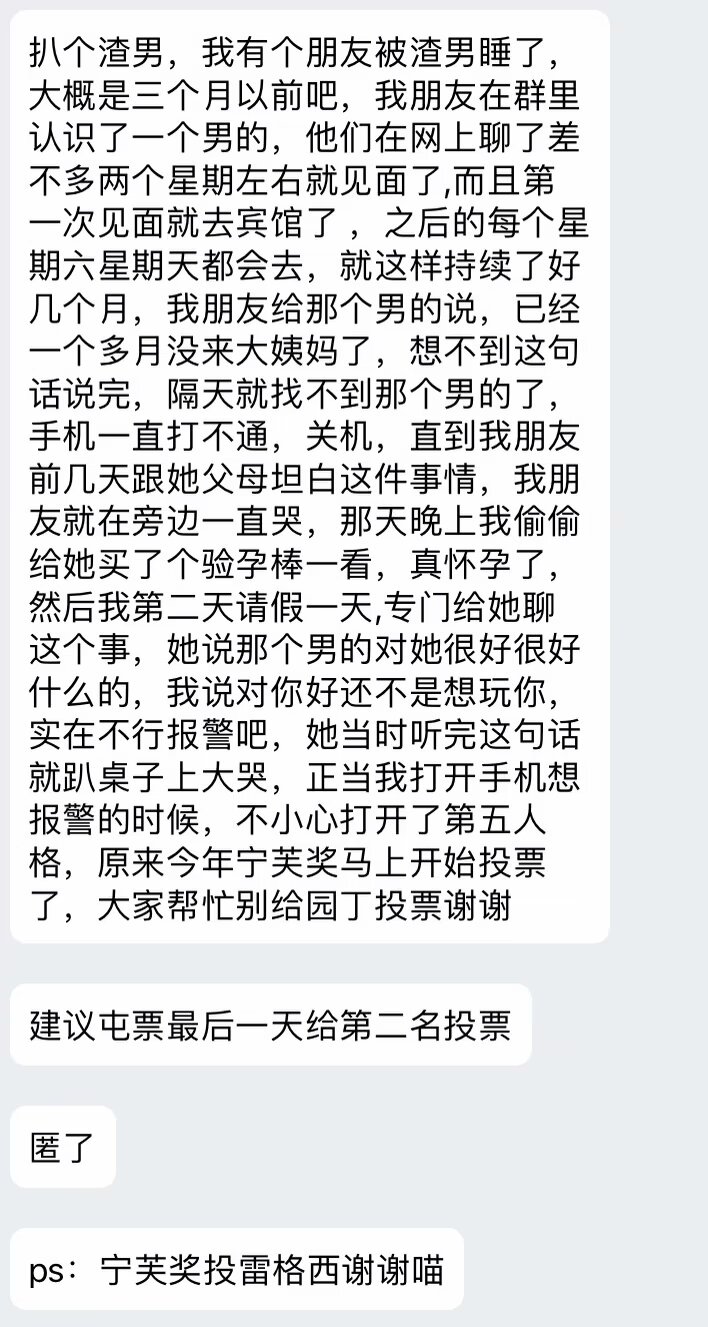 扒个渣男，我有个朋友被渣男睡了，
大概是三个月以前吧，我朋友在群里
认识了一个男的，他们在网上聊了差
不多两个星期左右就见面了,而且第
一次见面就去宾馆了 ，之后的每个星
期六星期天都会去，就这样持续了好
几个月，我朋友给那个男的说，已经
一个多月没来大姨妈了，想不到这句
话说完，隔天就找不到那个男的了，
手机一直打不通，关机，直到我朋友
前几天跟她父母坦白这件事情，我朋
友就在旁边一直哭，那天晚上我偷偷
给她买了个验孕棒一看，真怀孕了，
然后我第二天请假一天,专门给她聊
这个事，她说那个男的对她很好很好
什么的，我说对你好还不是想玩你，
实在不行报警吧，她当时听完这句话
就趴桌子上大哭，正当我打开手机想
报警的时候，不小心打开了第五人
格，原来今年宁芙奖马上开始投票
了，大家帮忙别给园丁投票谢谢
建议屯票最后一天给第二名投票
匿了
ps：宁芙奖投雷格西谢谢喵